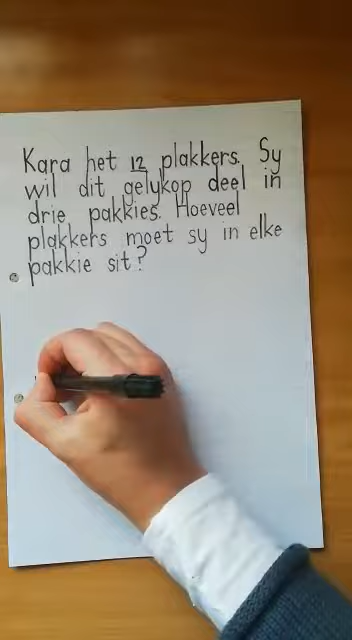 Kara het 12 plakkers. Sy
wil dit gelykop deel in
drie pakkies. Hoeveel
plakkers moet sy in elke
pakkie sit?